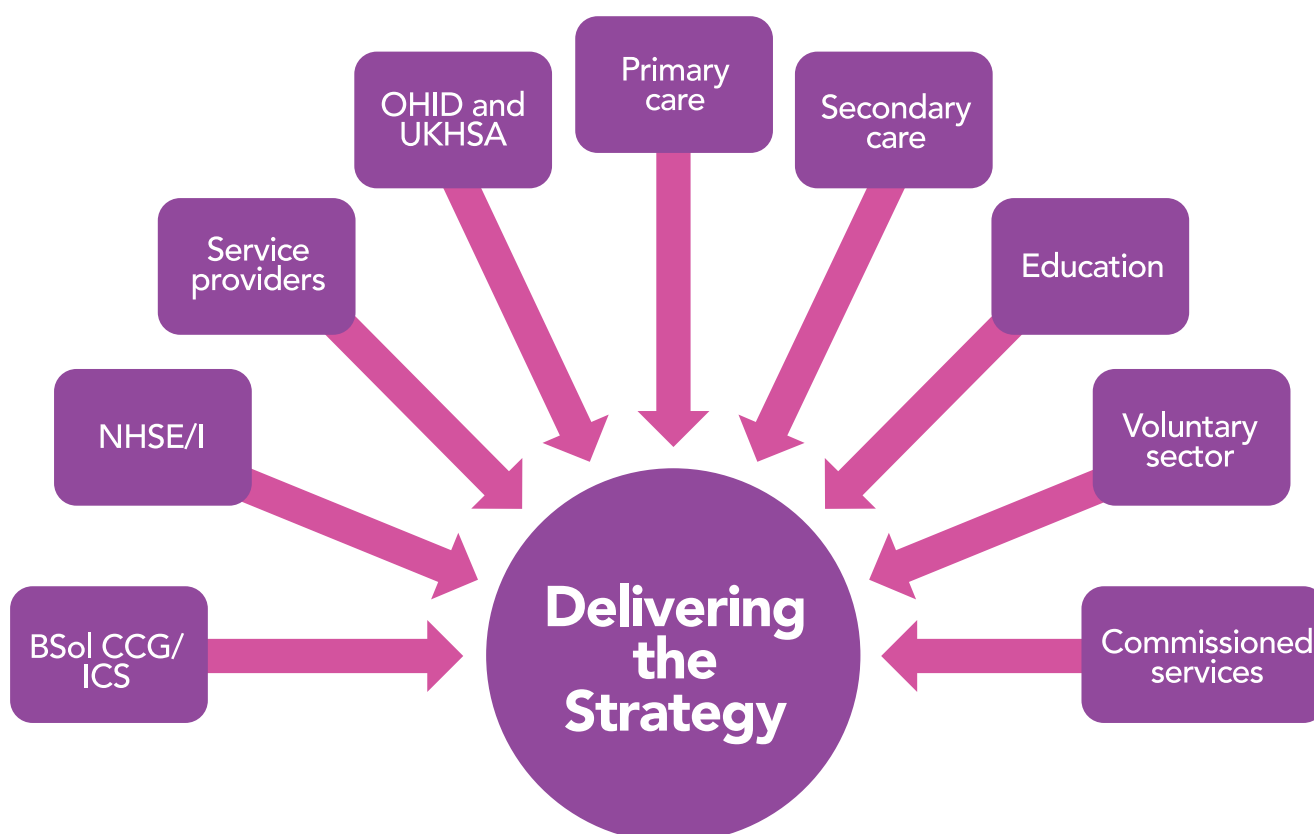 Primary
care
OHID and
UKHSA
Secondary
care
Service
providers
Education
NHSE/I
Voluntary
sector
BSol CCG/
ICS
Commissioned
services
Delivering
the
Strategy